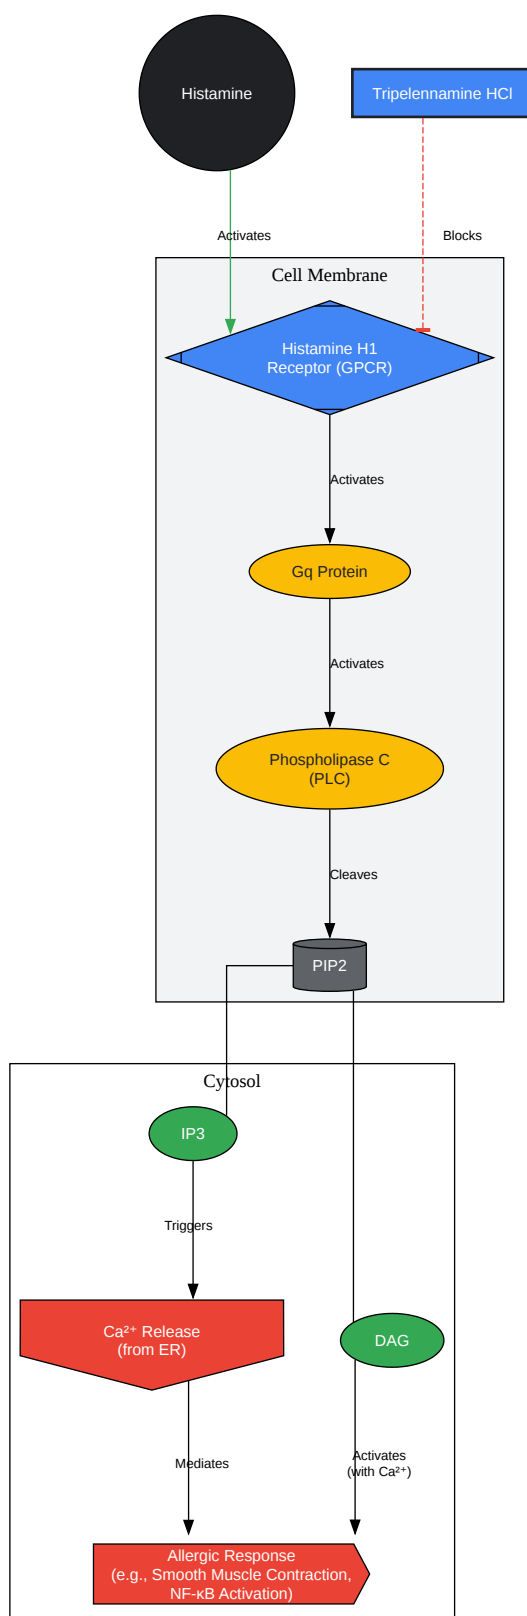 Histamine
Tripelennamine HCl
Activates
Blocks
Cell Membrane
Histamine H1
Receptor (GPCR)
Activates
Gq Protein
Activates
Phospholipase C
(PLC)
Cleaves
PIP2
Cytosol
IP3
Triggers
Ca²⁺ Release
(from ER)
DAG
Mediates
Activates
(with Ca²⁺)
Allergic Response
(e.g., Smooth Muscle Contraction,
NF-κB Activation)